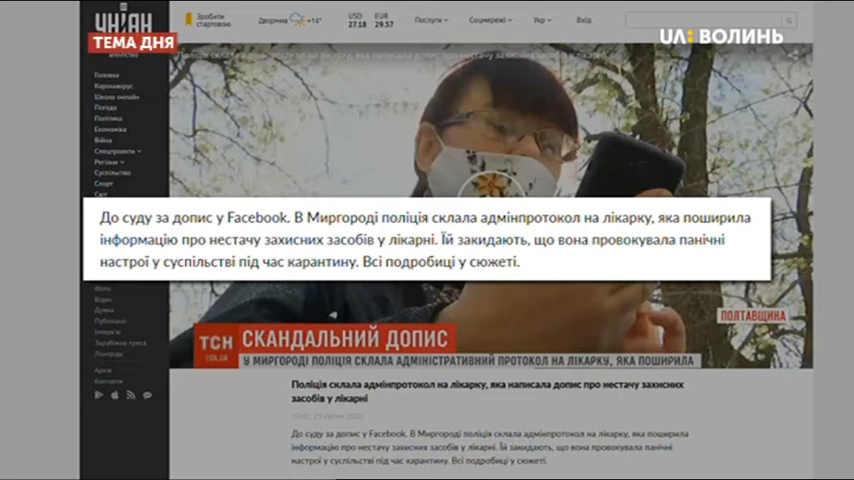 УНІАН
ТЕМА ДНЯ
Зробити стартовою
+14°
USD 27.18
EUR 29.57
Послуги
Соцмережі
Укр
Вхід
UA: ВОЛИНЬ
Головна
Коронавірус
Школа онлайн
Погода
Політика
Економіка
Війна
Спецпроекти
Регіони
Суспільство
Спорт
Світ
До суду за допис у Facebook. В Миргороді поліція склала адмінпротокол на лікарку, яка поширила
інформацію про нестачу захисних засобів у лікарні. Їй закидають, що вона провокувала панічні
настрої у суспільстві під час карантину. Всі подробиці у сюжеті.
Фото
Відео
Думки
Публікації
Інтерв'ю
Зарубіжна преса
Лонгріди
Архів
Контакти
ПОЛТАВЩИНА
ТСН
TSN.UA
СКАНДАЛЬНИЙ ДОПИС
У МИРГОРОДІ ПОЛІЦІЯ СКЛАЛА АДМІНІСТРАТИВНИЙ ПРОТОКОЛ НА ЛІКАРКУ, ЯКА ПОШИРИЛА
Поліція склала адмінпротокол на лікарку, яка написала допис про нестачу захисних
засобів у лікарні
До суду за допис у Facebook. В Миргороді поліція склала адмінпротокол на лікарку, яка поширила
інформацію про нестачу захисних засобів у лікарні. Їй закидають, що вона провокувала панічні
настрої у суспільстві під час карантину. Всі подробиці у сюжеті.